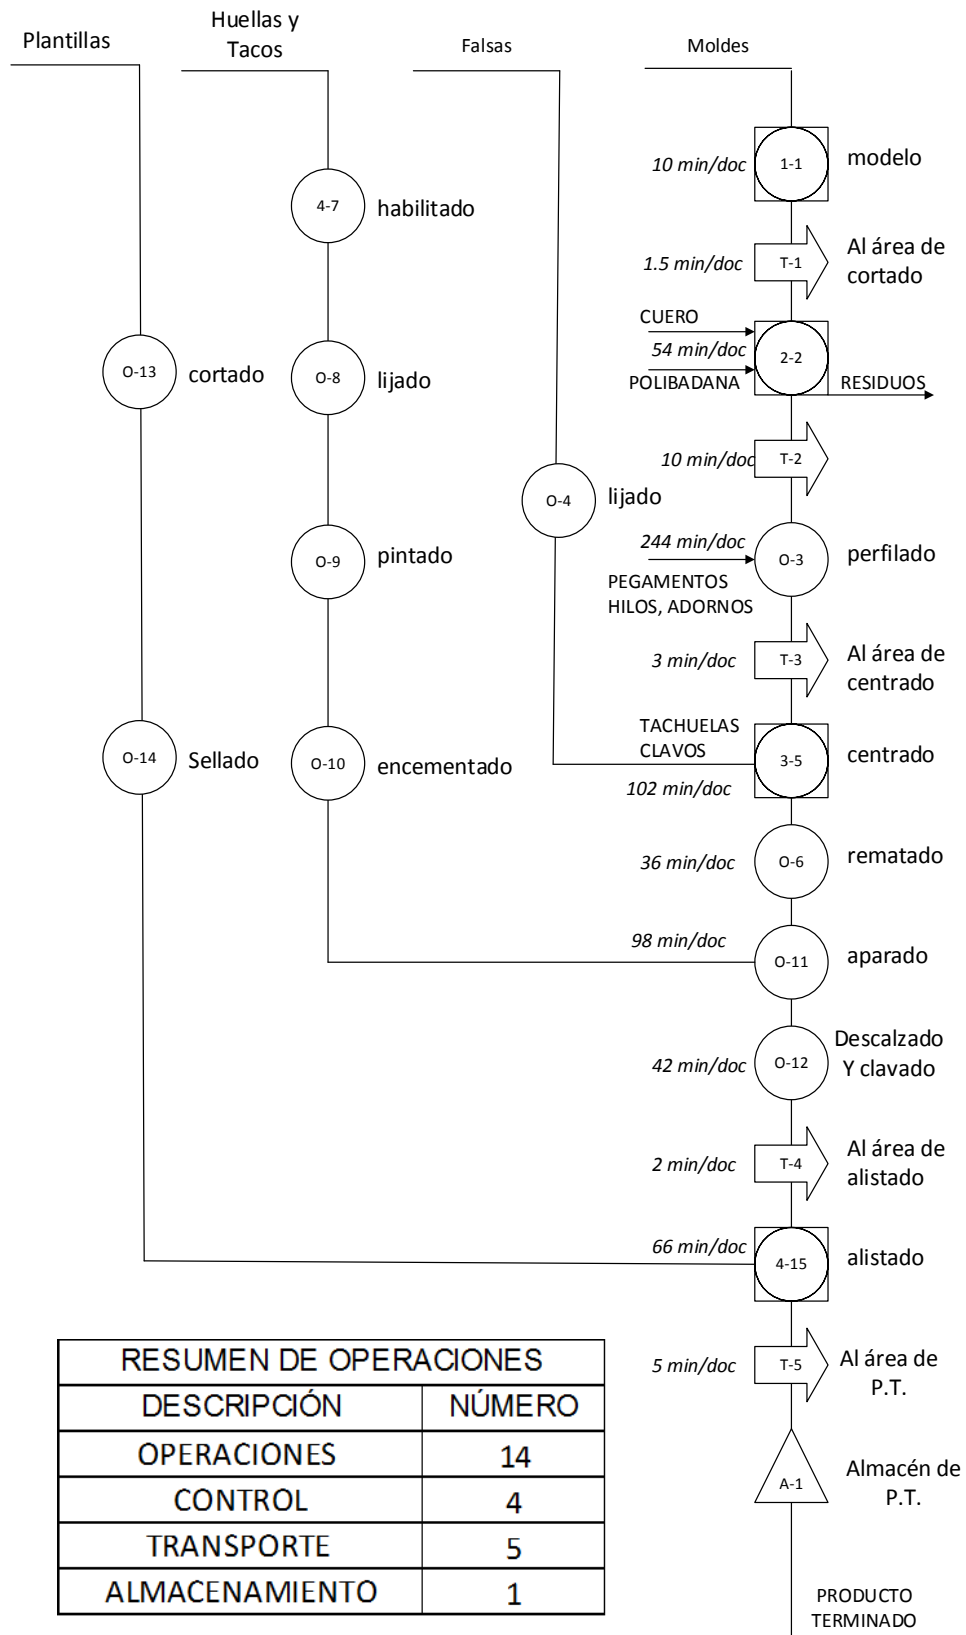 Plantillas
Huellas y
Tacos
Falsas
Moldes
10 min/doc
1-1
modelo
4-7
habilitado
1.5 min/doc
T-1
Al área de
cortado
CUERO
54 min/doc
2-2
POLIBADANA
RESIDUOS
O-13
cortado
O-8
lijado
10 min/doc
T-2
O-4
lijado
244 min/doc
O-3
perfilado
PEGAMENTOS
HILOS, ADORNOS
O-9
pintado
3 min/doc
T-3
Al área de
centrado
TACHUELAS
CLAVOS
3-5
centrado
102 min/doc
O-14
Sellado
O-10
encementado
36 min/doc
O-6
rematado
98 min/doc
O-11
aparado
42 min/doc
O-12
Descalzado
Y clavado
2 min/doc
T-4
Al área de
alistado
66 min/doc
4-15
alistado
5 min/doc
T-5
Al área de
P.T.
A-1
Almacén de
P.T.
PRODUCTO
TERMINADO
RESUMEN DE OPERACIONES
DESCRIPCIÓN NÚMERO
OPERACIONES 14
CONTROL 4
TRANSPORTE 5
ALMACENAMIENTO 1